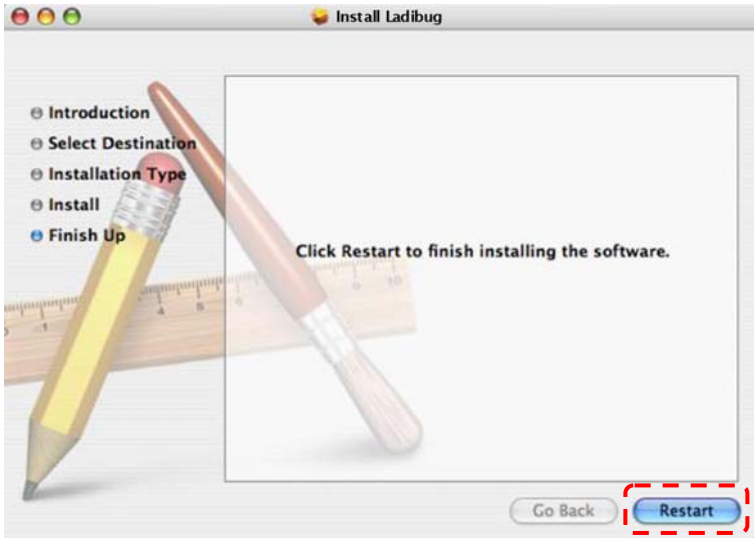 Install Ladibug
Introduction
Select Destination
Installation Type
Install
Finish Up
Click Restart to finish installing the software.
Go Back
Restart